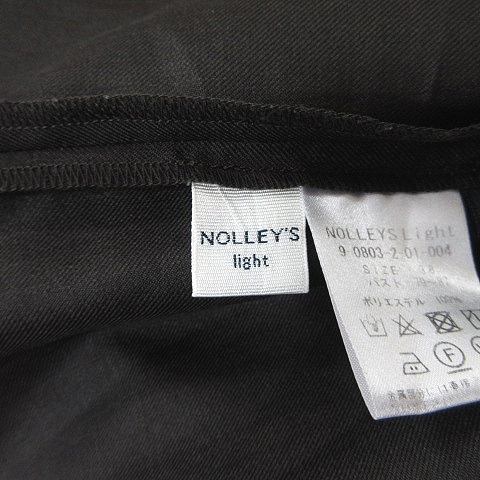 NOLLEY'S
light
NOLLEYS Light
9-0803-2-01-004
SIZE
バスト
ポリエステル 100%